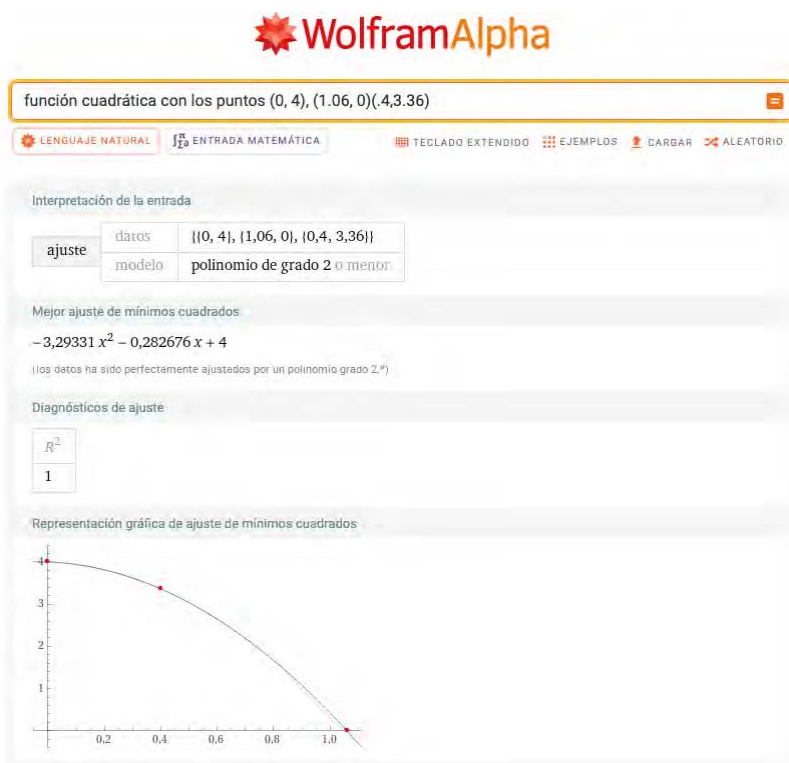 WolframAlpha
función cuadrática con los puntos (0, 4), (1.06, 0)(.4,3.36)
=
LENGUAJE NATURAL ENTRADA MATEMÁTICA TECLADO EXTENDIDO EJEMPLOS CARGAR ALEATORIO
Interpretación de la entrada
ajuste
datos {{0, 4}, {1,06, 0}, {0,4, 3,36}}
modelo polinomio de grado 2 o menor
Mejor ajuste de mínimos cuadrados
−3,29331 x² − 0,282676 x + 4
(los datos ha sido perfectamente ajustados por un polinomio grado 2.º)
Diagnósticos de ajuste
R²
1
Representación gráfica de ajuste de mínimos cuadrados
4
3
2
1
0,2 0,4 0,6 0,8 1,0